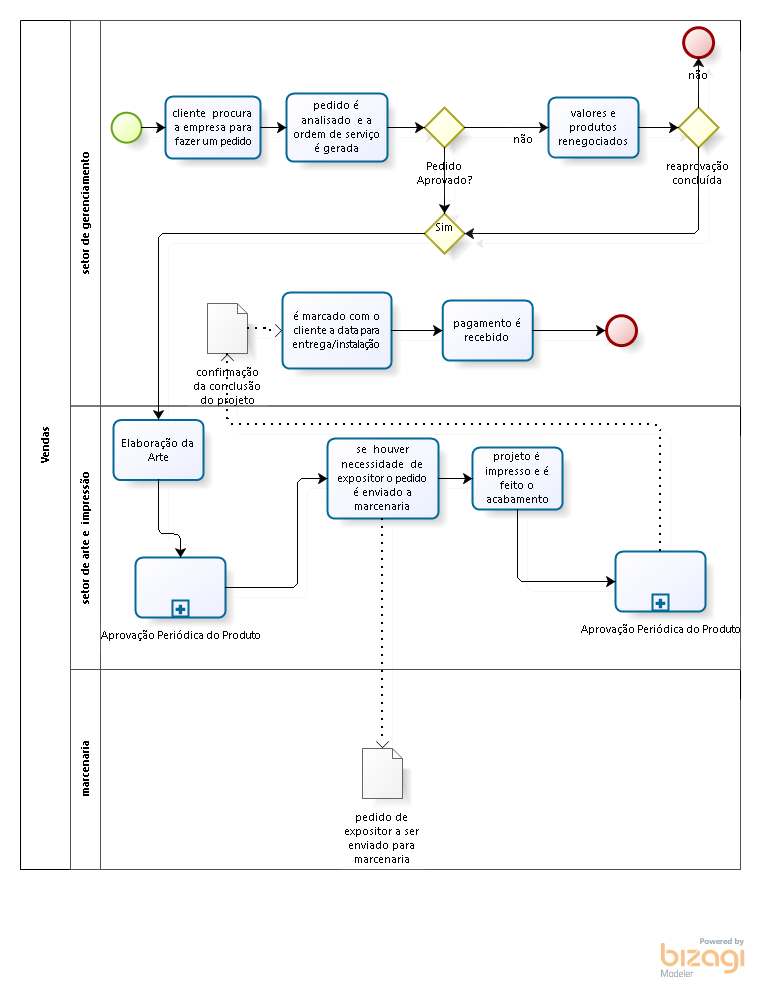 Vendas
setor de gerenciamento
cliente procura
a empresa para
fazer um pedido
pedido é
analisado e a
ordem de serviço
é gerada
Pedido
Aprovado?
não
valores e
produtos
renegociados
não
reaprovação
concluída
Sim
confirmação
da conclusão
do projeto
é marcado com o
cliente a data para
entrega/instalação
pagamento é
recebido
setor de arte e impressão
Elaboração da
Arte
Aprovação Periódica do Produto
se houver
necessidade de
expositor o pedido
é enviado a
marcenaria
projeto é
impresso e é
feito o
acabamento
Aprovação Periódica do Produto
marcenaria
pedido de
expositor a ser
enviado para
marcenaria
Powered by
bizagi
Modeler